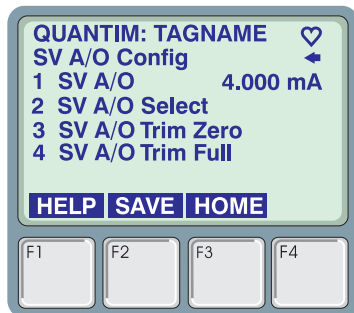 QUANTIM: TAGNAME
SV A/O Config
1 SV A/O 4.000 mA
2 SV A/O Select
3 SV A/O Trim Zero
4 SV A/O Trim Full
HELP SAVE HOME
F1 F2 F3 F4